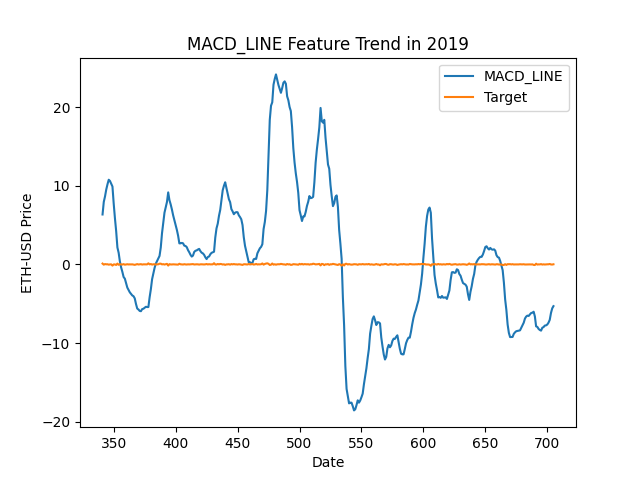 MACD_LINE Feature Trend in 2019
MACD_LINE
Target
ETH-USD Price
20
10
0
−10
−20
350
400
450
500
550
600
650
700
Date